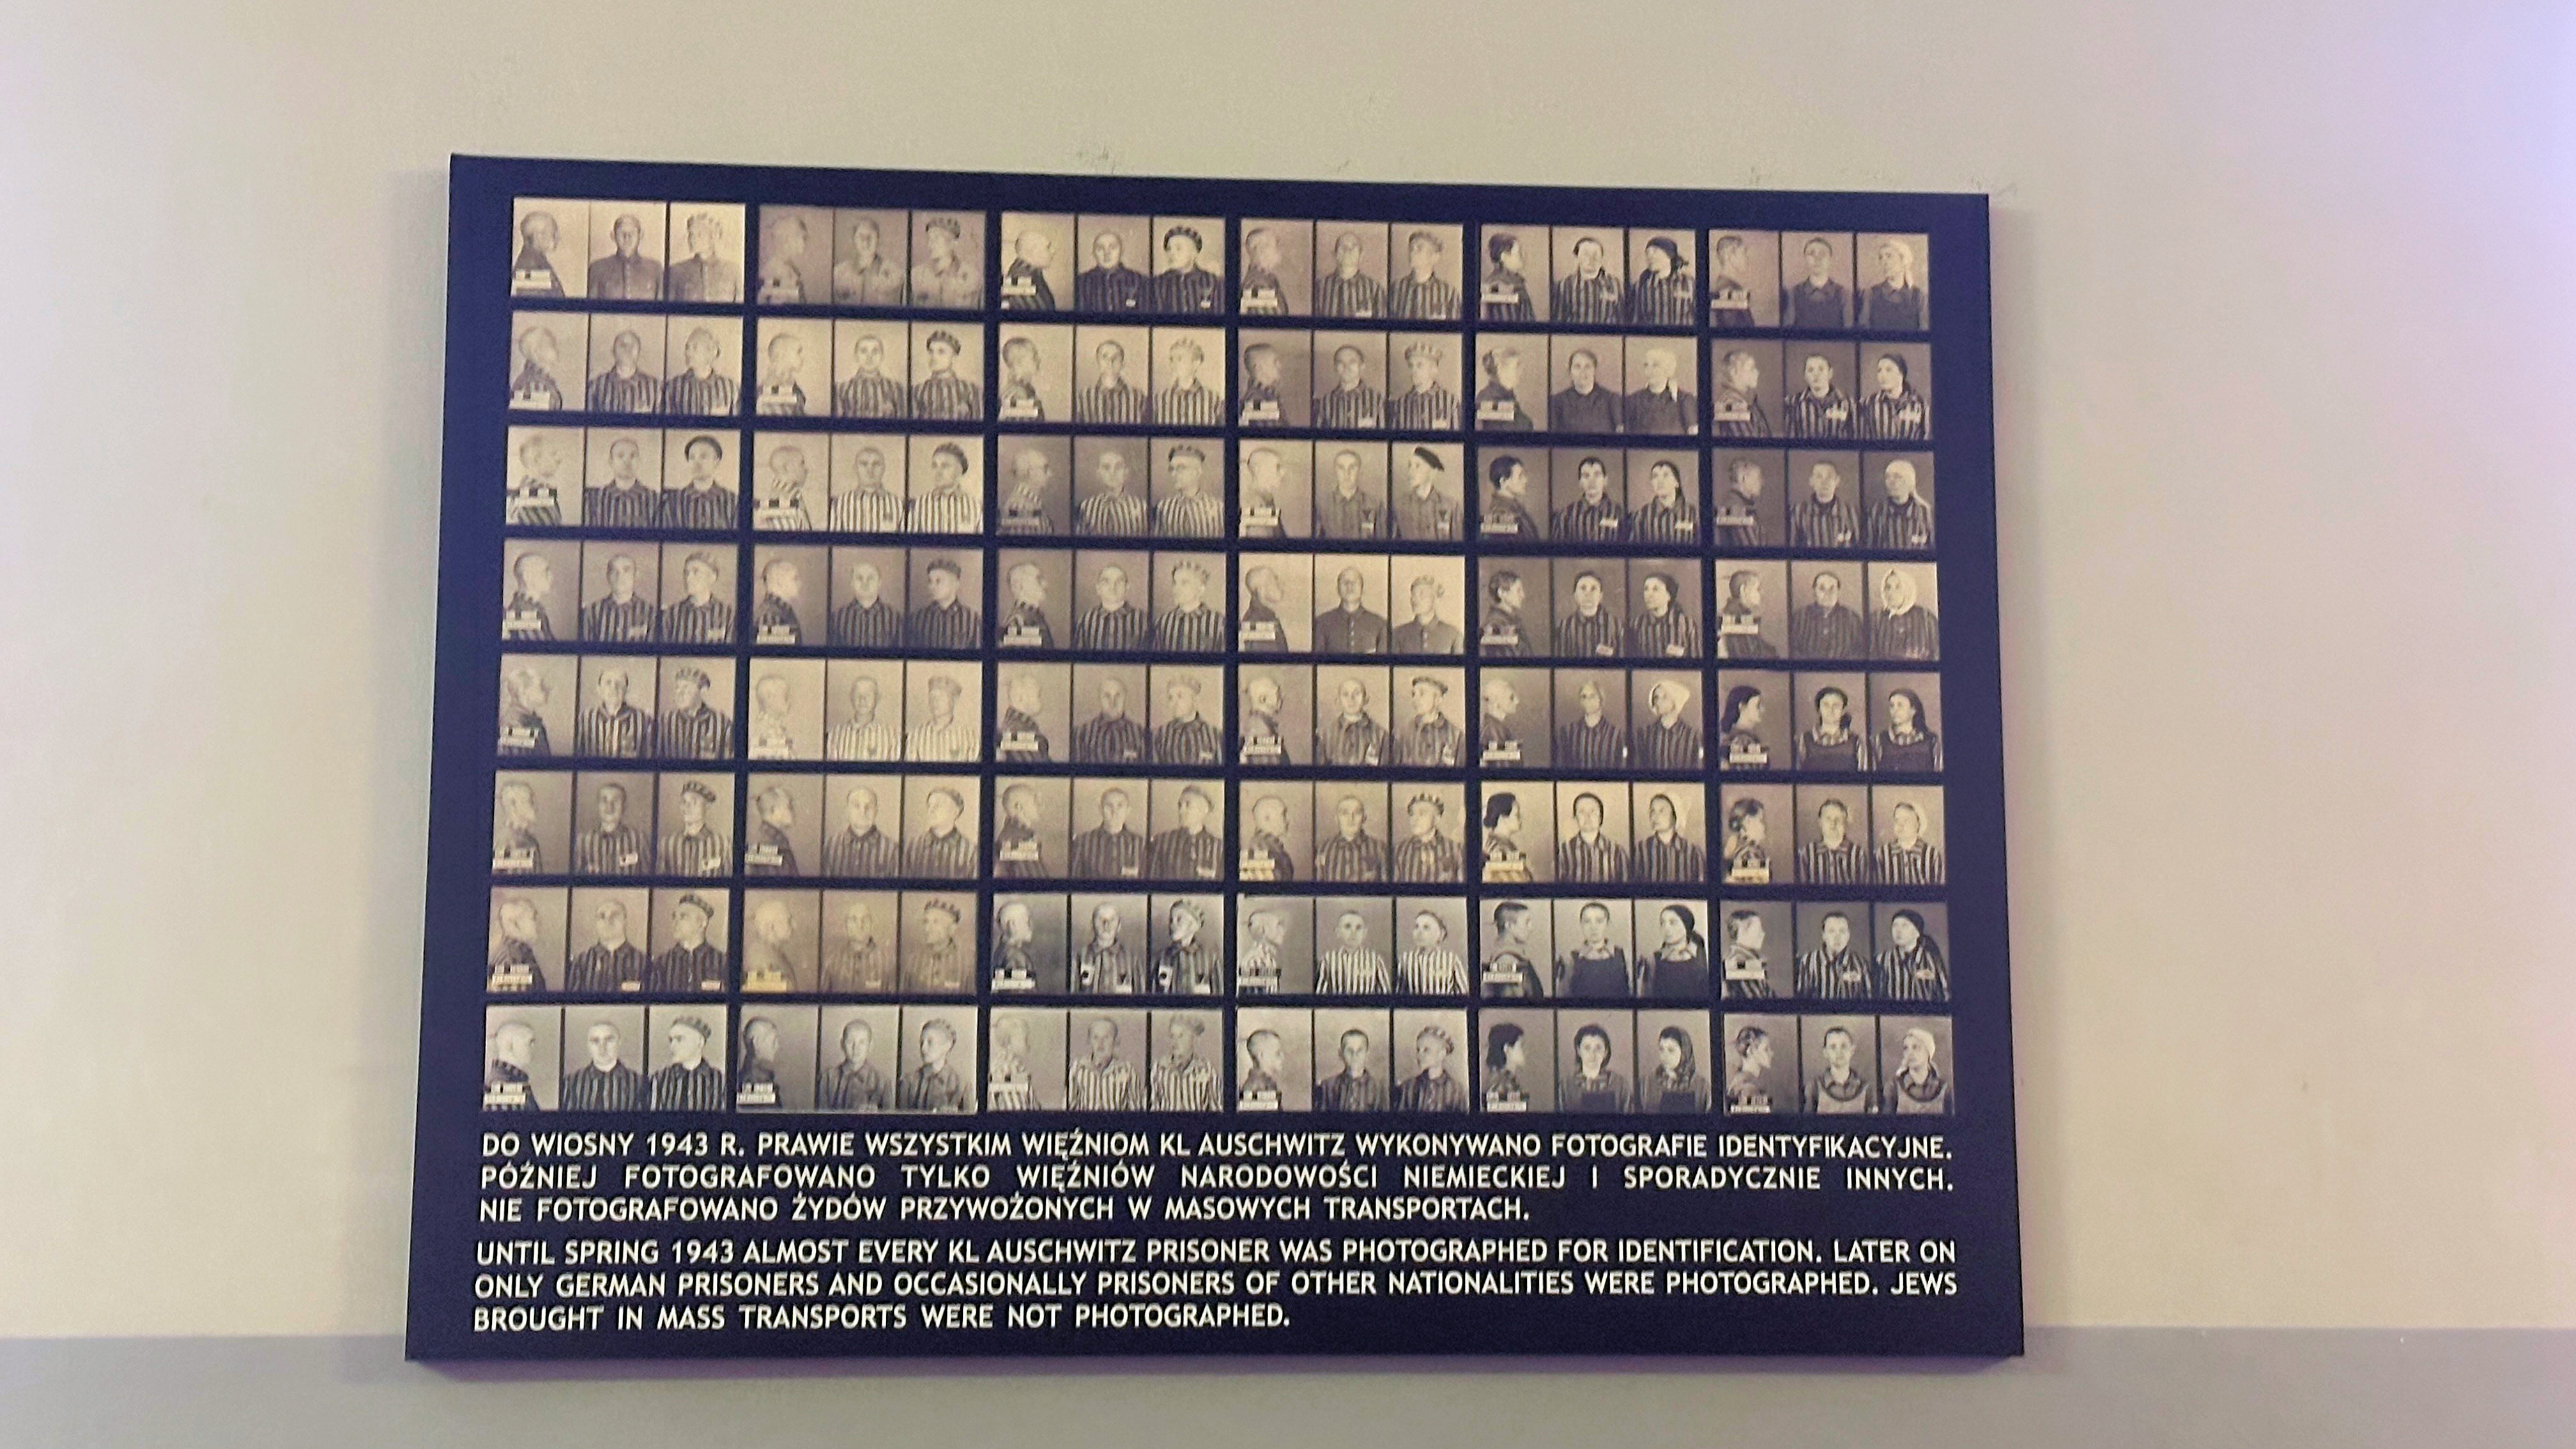 DO WIOSNY 1943 R. PRAWIE WSZYSTKIM WIĘŹNIOM KL AUSCHWITZ WYKONYWANO FOTOGRAFIE IDENTYFIKACYJNE.
PÓŹNIEJ FOTOGRAFOWANO TYLKO WIĘŹNIÓW NARODOWOŚCI NIEMIECKIEJ I SPORADYCZNIE INNYCH.
NIE FOTOGRAFOWANO ŻYDÓW PRZYWOŻONYCH W MASOWYCH TRANSPORTACH.
UNTIL SPRING 1943 ALMOST EVERY KL AUSCHWITZ PRISONER WAS PHOTOGRAPHED FOR IDENTIFICATION. LATER ON
ONLY GERMAN PRISONERS AND OCCASIONALLY PRISONERS OF OTHER NATIONALITIES WERE PHOTOGRAPHED. JEWS
BROUGHT IN MASS TRANSPORTS WERE NOT PHOTOGRAPHED.